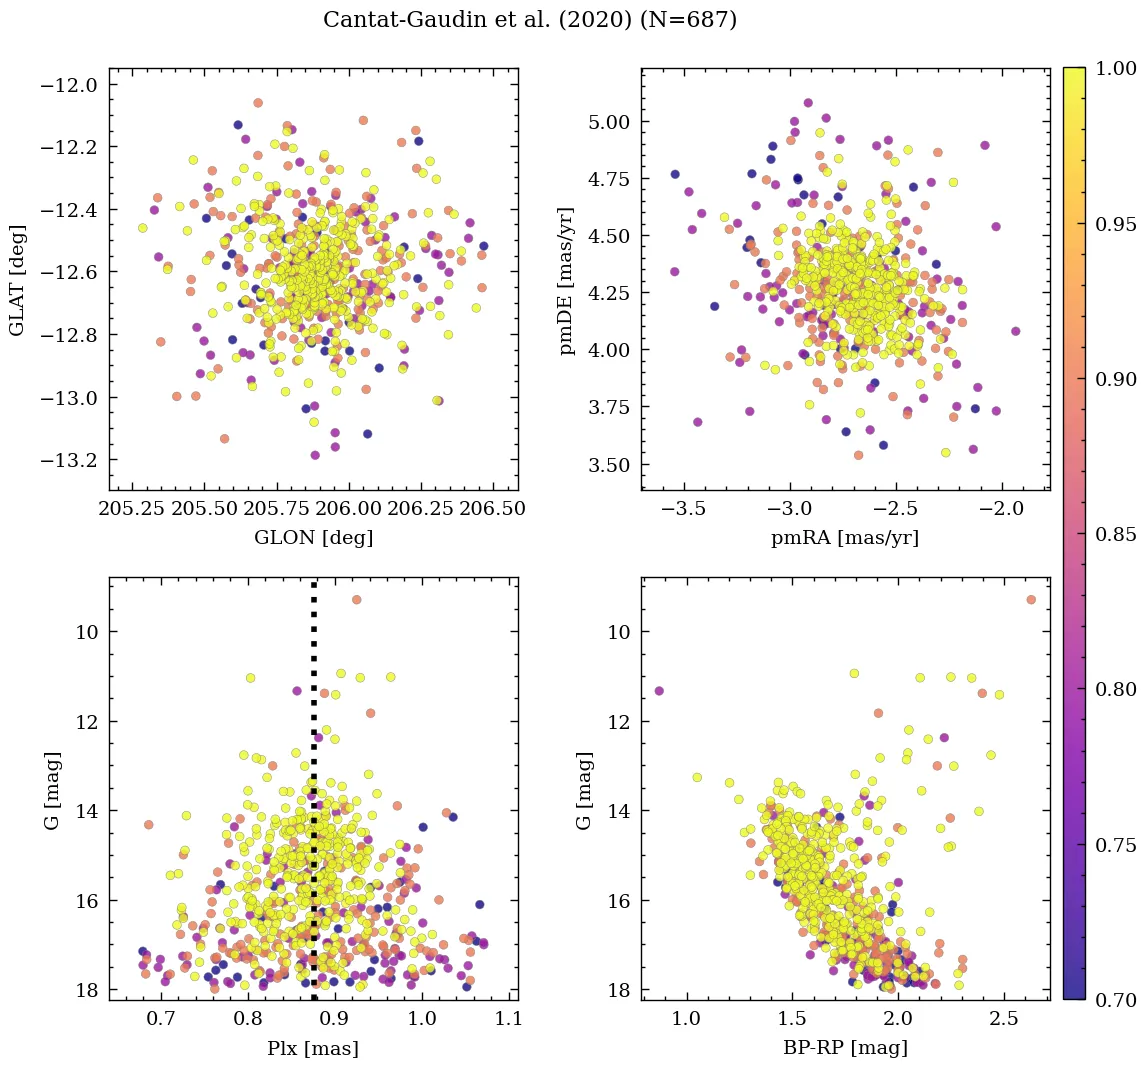 Cantat-Gaudin et al. (2020) (N=687)
−12.0
−12.2
−12.4
−12.6
−12.8
−13.0
−13.2
GLAT [deg]
205.25 205.50 205.75 206.00 206.25 206.50
GLON [deg]
5.00
4.75
4.50
4.25
4.00
3.75
3.50
pmDE [mas/yr]
−3.5 −3.0 −2.5 −2.0
pmRA [mas/yr]
10
12
14
16
18
G [mag]
0.7 0.8 0.9 1.0 1.1
Plx [mas]
10
12
14
16
18
G [mag]
1.0 1.5 2.0 2.5
BP-RP [mag]
1.00
0.95
0.90
0.85
0.80
0.75
0.70